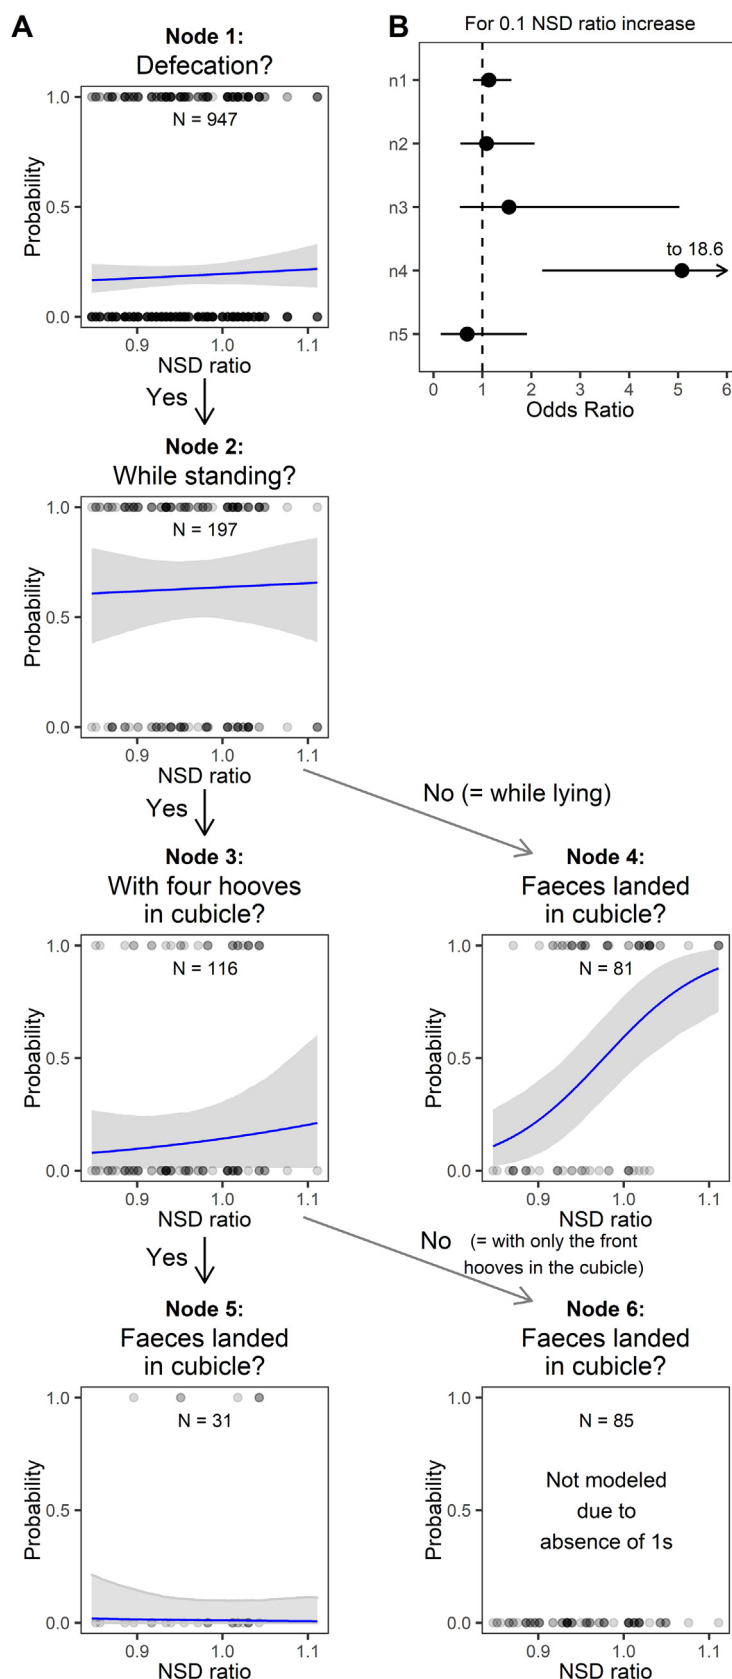 A
Node 1:
Defecation?
1.0
N = 947
Probability
0.5
0.0
0.9 1.0 1.1
NSD ratio
Yes
B
For 0.1 NSD ratio increase
n1
n2
n3
to 18.6
n4
n5
0 1 2 3 4 5 6
Odds Ratio
Node 2:
While standing?
1.0
N = 197
Probability
0.5
0.0
0.9 1.0 1.1
NSD ratio
Yes
No (= while lying)
Node 3:
With four hooves
in cubicle?
1.0
N = 116
Probability
0.5
0.0
0.9 1.0 1.1
NSD ratio
Yes
Node 4:
Faeces landed
in cubicle?
1.0
N = 81
Probability
0.5
0.0
0.9 1.0 1.1
NSD ratio
No (= with only the front
hooves in the cubicle)
Node 5:
Faeces landed
in cubicle?
1.0
N = 31
Probability
0.5
0.0
0.9 1.0 1.1
NSD ratio
Node 6:
Faeces landed
in cubicle?
1.0
N = 85
Probability
0.5
Not modeled
due to
absence of 1s
0.0
0.9 1.0 1.1
NSD ratio